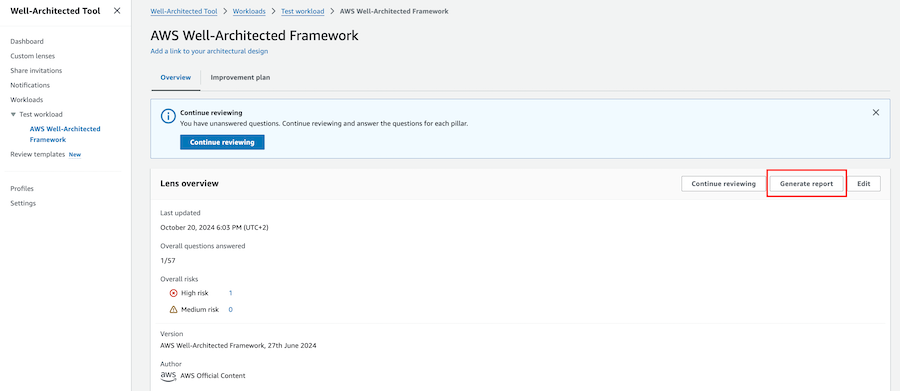 Well-Architected Tool
Dashboard
Custom lenses
Share invitations
Notifications
Workloads
Test workload
AWS Well-Architected
Framework
Review templates New
Profiles
Settings
Well-Architected Tool > Workloads > Test workload > AWS Well-Architected Framework
AWS Well-Architected Framework
Add a link to your architectural design
Overview Improvement plan
Continue reviewing
You have unanswered questions. Continue reviewing and answer the questions for each pillar.
Continue reviewing
Lens overview Continue reviewing Generate report Edit
Last updated
October 20, 2024 6:03 PM (UTC+2)
Overall questions answered
1/57
Overall risks
High risk 1
Medium risk 0
Version
AWS Well-Architected Framework, 27th June 2024
Author
aws AWS Official Content